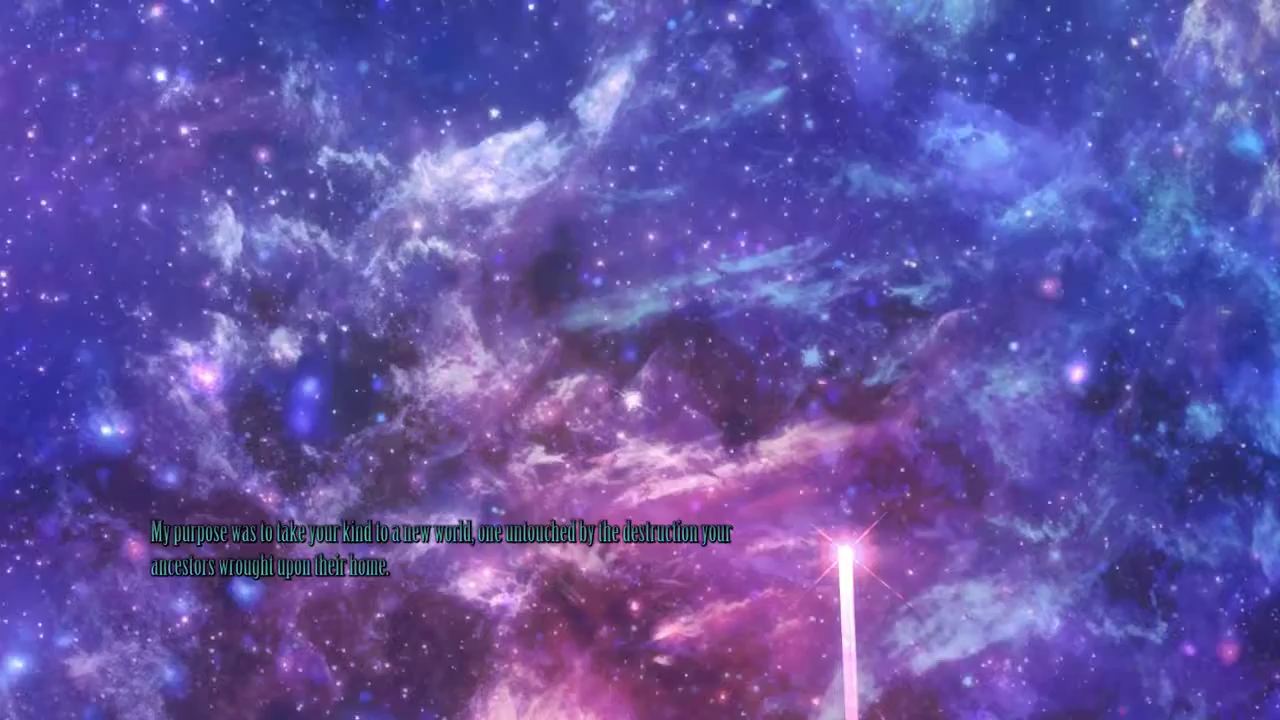 My purpose was to take your kind to a new world, one untouched by the destruction your
ancestors wrought upon their home.